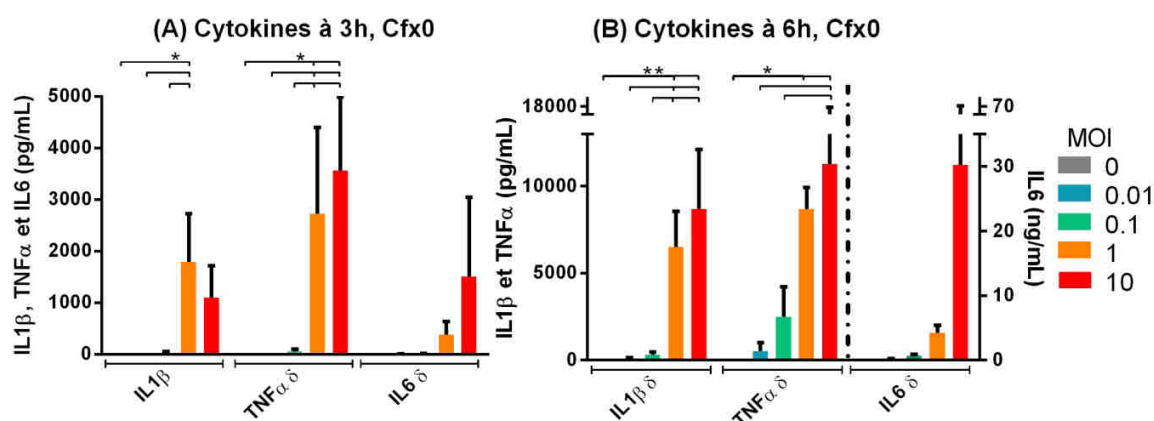 (A) Cytokines à 3h, Cfx0
*
*
5000
4000
3000
2000
1000
0
IL1β, TNFα et IL6 (pg/mL)
IL1β
TNFα δ
IL6 δ
(B) Cytokines à 6h, Cfx0
**
*
18000
10000
5000
0
IL1β et TNFα (pg/mL)
70
30
20
10
0
IL6 (ng/mL)
IL1β δ
TNFα δ
IL6 δ
MOI
0
0.01
0.1
1
10